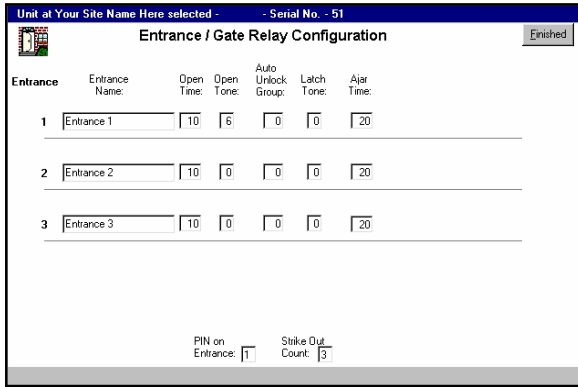 Unit at Your Site Name Here selected - - Serial No. - 51
Entrance / Gate Relay Configuration
Finished
Entrance Entrance Name: Open Time: Open Tone: Auto Unlock Group: Latch Tone: Ajar Time:
1 Entrance 1 10 6 0 0 20
2 Entrance 2 10 0 0 0 20
3 Entrance 3 10 0 0 0 20
PIN on Entrance: 1 Strike Out Count: 3